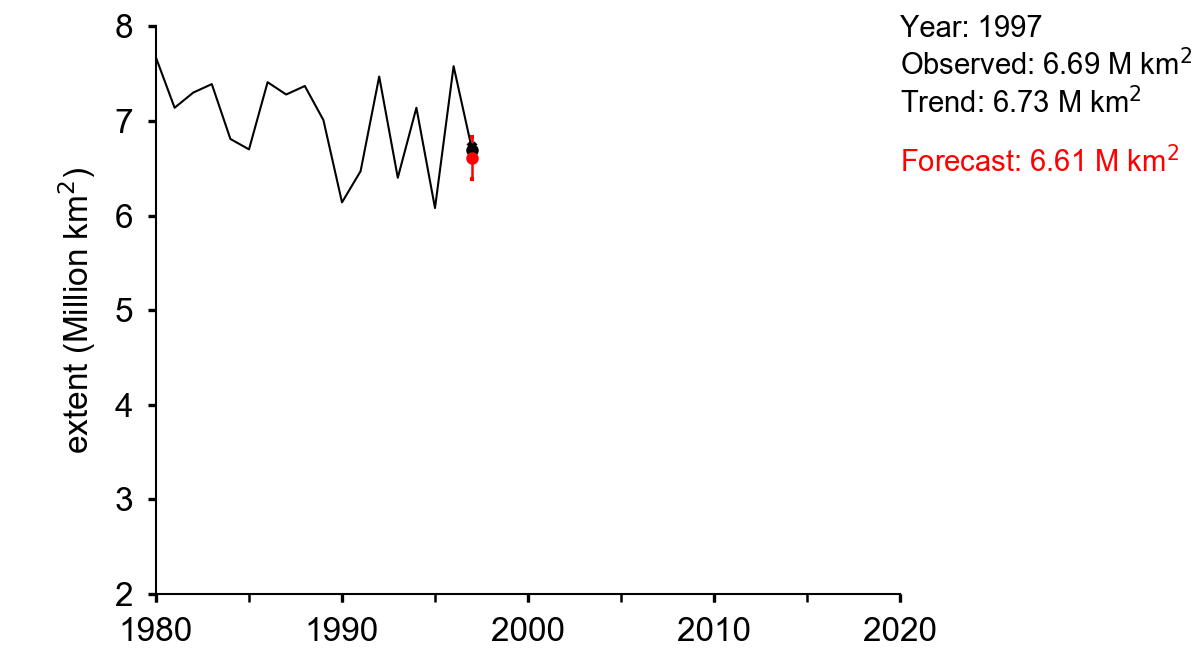 Year: 1997
Observed: 6.69 M km²
Trend: 6.73 M km²
Forecast: 6.61 M km²
extent (Million km²)
8
7
6
5
4
3
2
1980 1990 2000 2010 2020